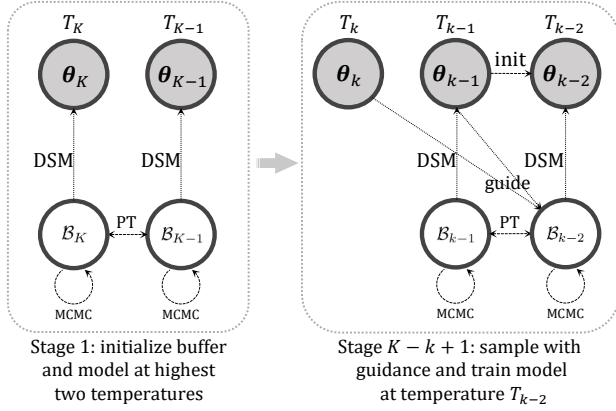 T_K T_{K−1} T_k T_{k−1} T_{k−2}
θ_K θ_{K−1} θ_k θ_{k−1} init θ_{k−2}
DSM DSM DSM DSM
guide
B_K PT B_{K−1} B_{k−1} PT B_{k−2}
MCMC MCMC MCMC MCMC
Stage 1: initialize buffer
and model at highest
two temperatures
Stage K − k + 1: sample with
guidance and train model
at temperature T_{k−2}